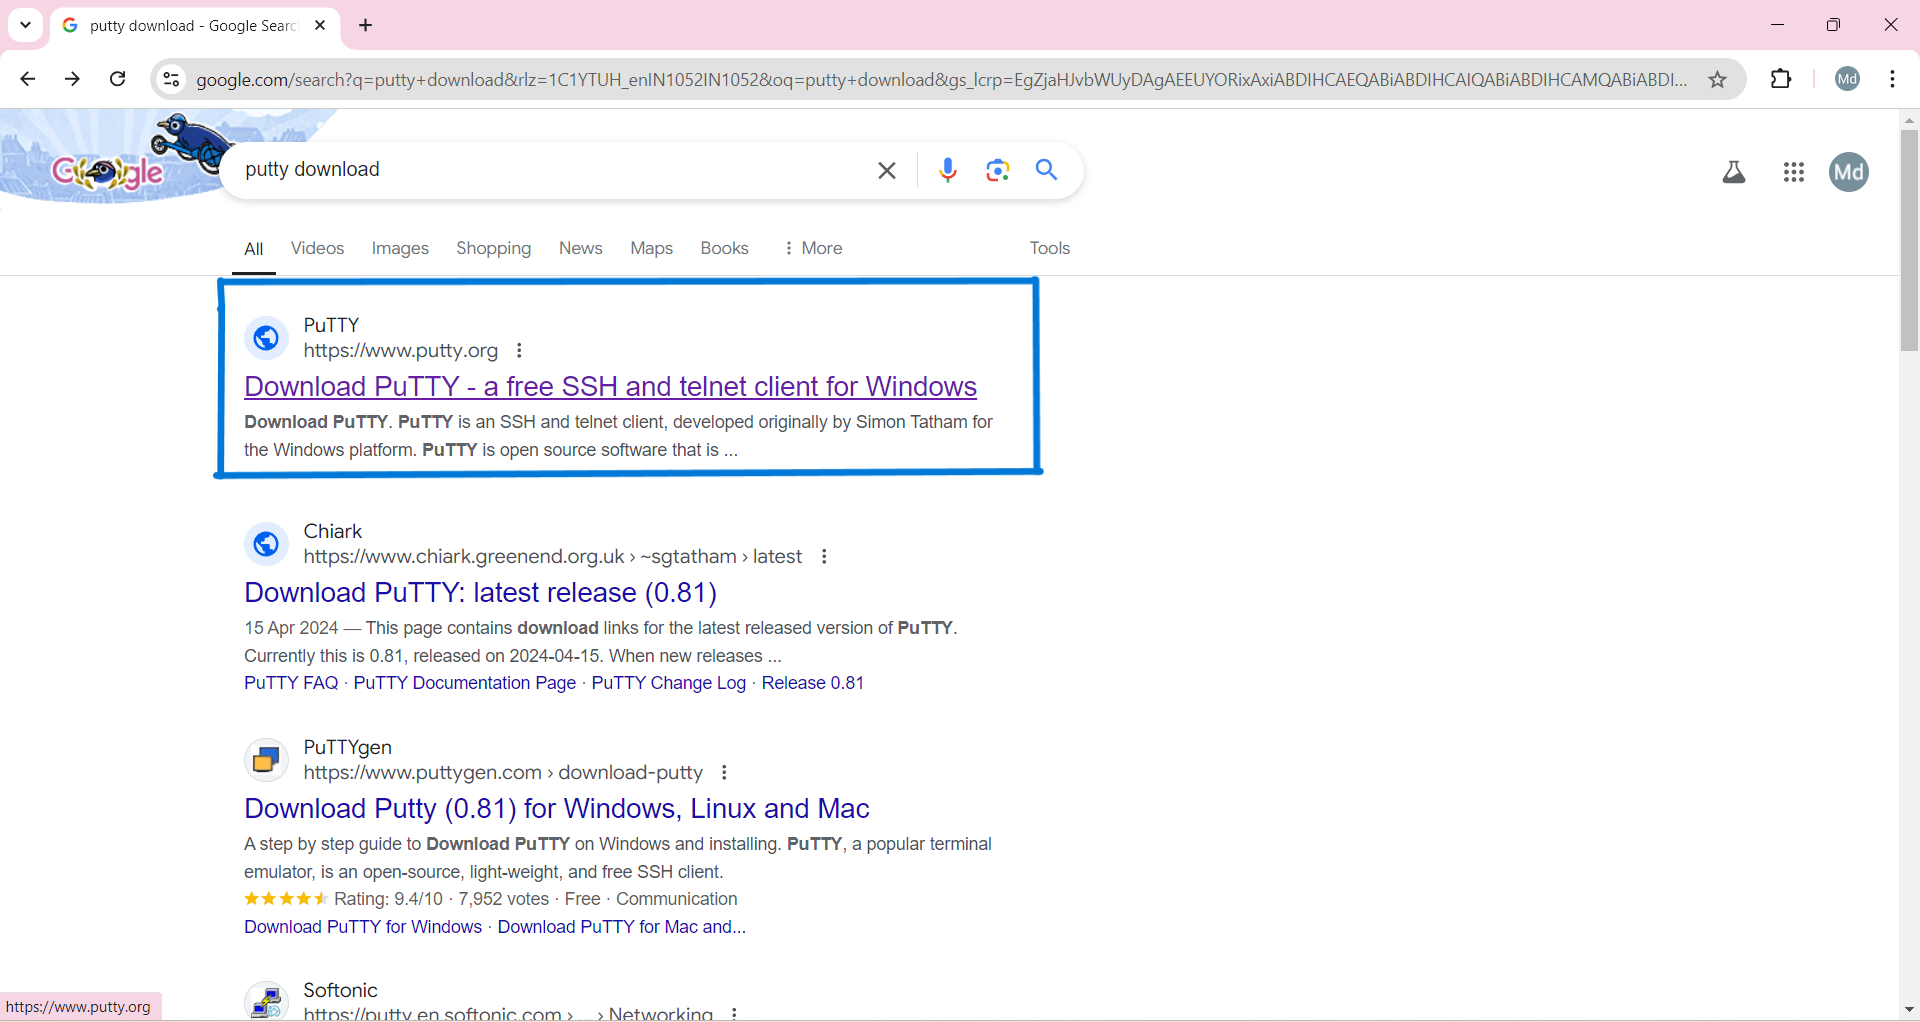 putty download - Google Searc
google.com/search?q=putty+download&rlz=1C1YTUH_enIN1052IN1052&oq=putty+download&gs_lcrp=EgZjaHJvbWUyDAgAEEUYORixAxiABDIHCAEQABiABDIHCAIQABiABDIHCAMQABiABDI...
Md
Google
putty download
Md
All Videos Images Shopping News Maps Books More Tools
PuTTY
https://www.putty.org
Download PuTTY - a free SSH and telnet client for Windows
Download PuTTY. PuTTY is an SSH and telnet client, developed originally by Simon Tatham for
the Windows platform. PuTTY is open source software that is ...
Chiark
https://www.chiark.greenend.org.uk › ~sgtatham › latest
Download PuTTY: latest release (0.81)
15 Apr 2024 — This page contains download links for the latest released version of PuTTY.
Currently this is 0.81, released on 2024-04-15. When new releases ...
PuTTY FAQ · PuTTY Documentation Page · PuTTY Change Log · Release 0.81
PuTTYgen
https://www.puttygen.com › download-putty
Download Putty (0.81) for Windows, Linux and Mac
A step by step guide to Download PuTTY on Windows and installing. PuTTY, a popular terminal
emulator, is an open-source, light-weight, and free SSH client.
Rating: 9.4/10 · 7,952 votes · Free · Communication
Download PuTTY for Windows · Download PuTTY for Mac and...
Softonic
https://putty.en.softonic.com › ... › Networking
https://www.putty.org